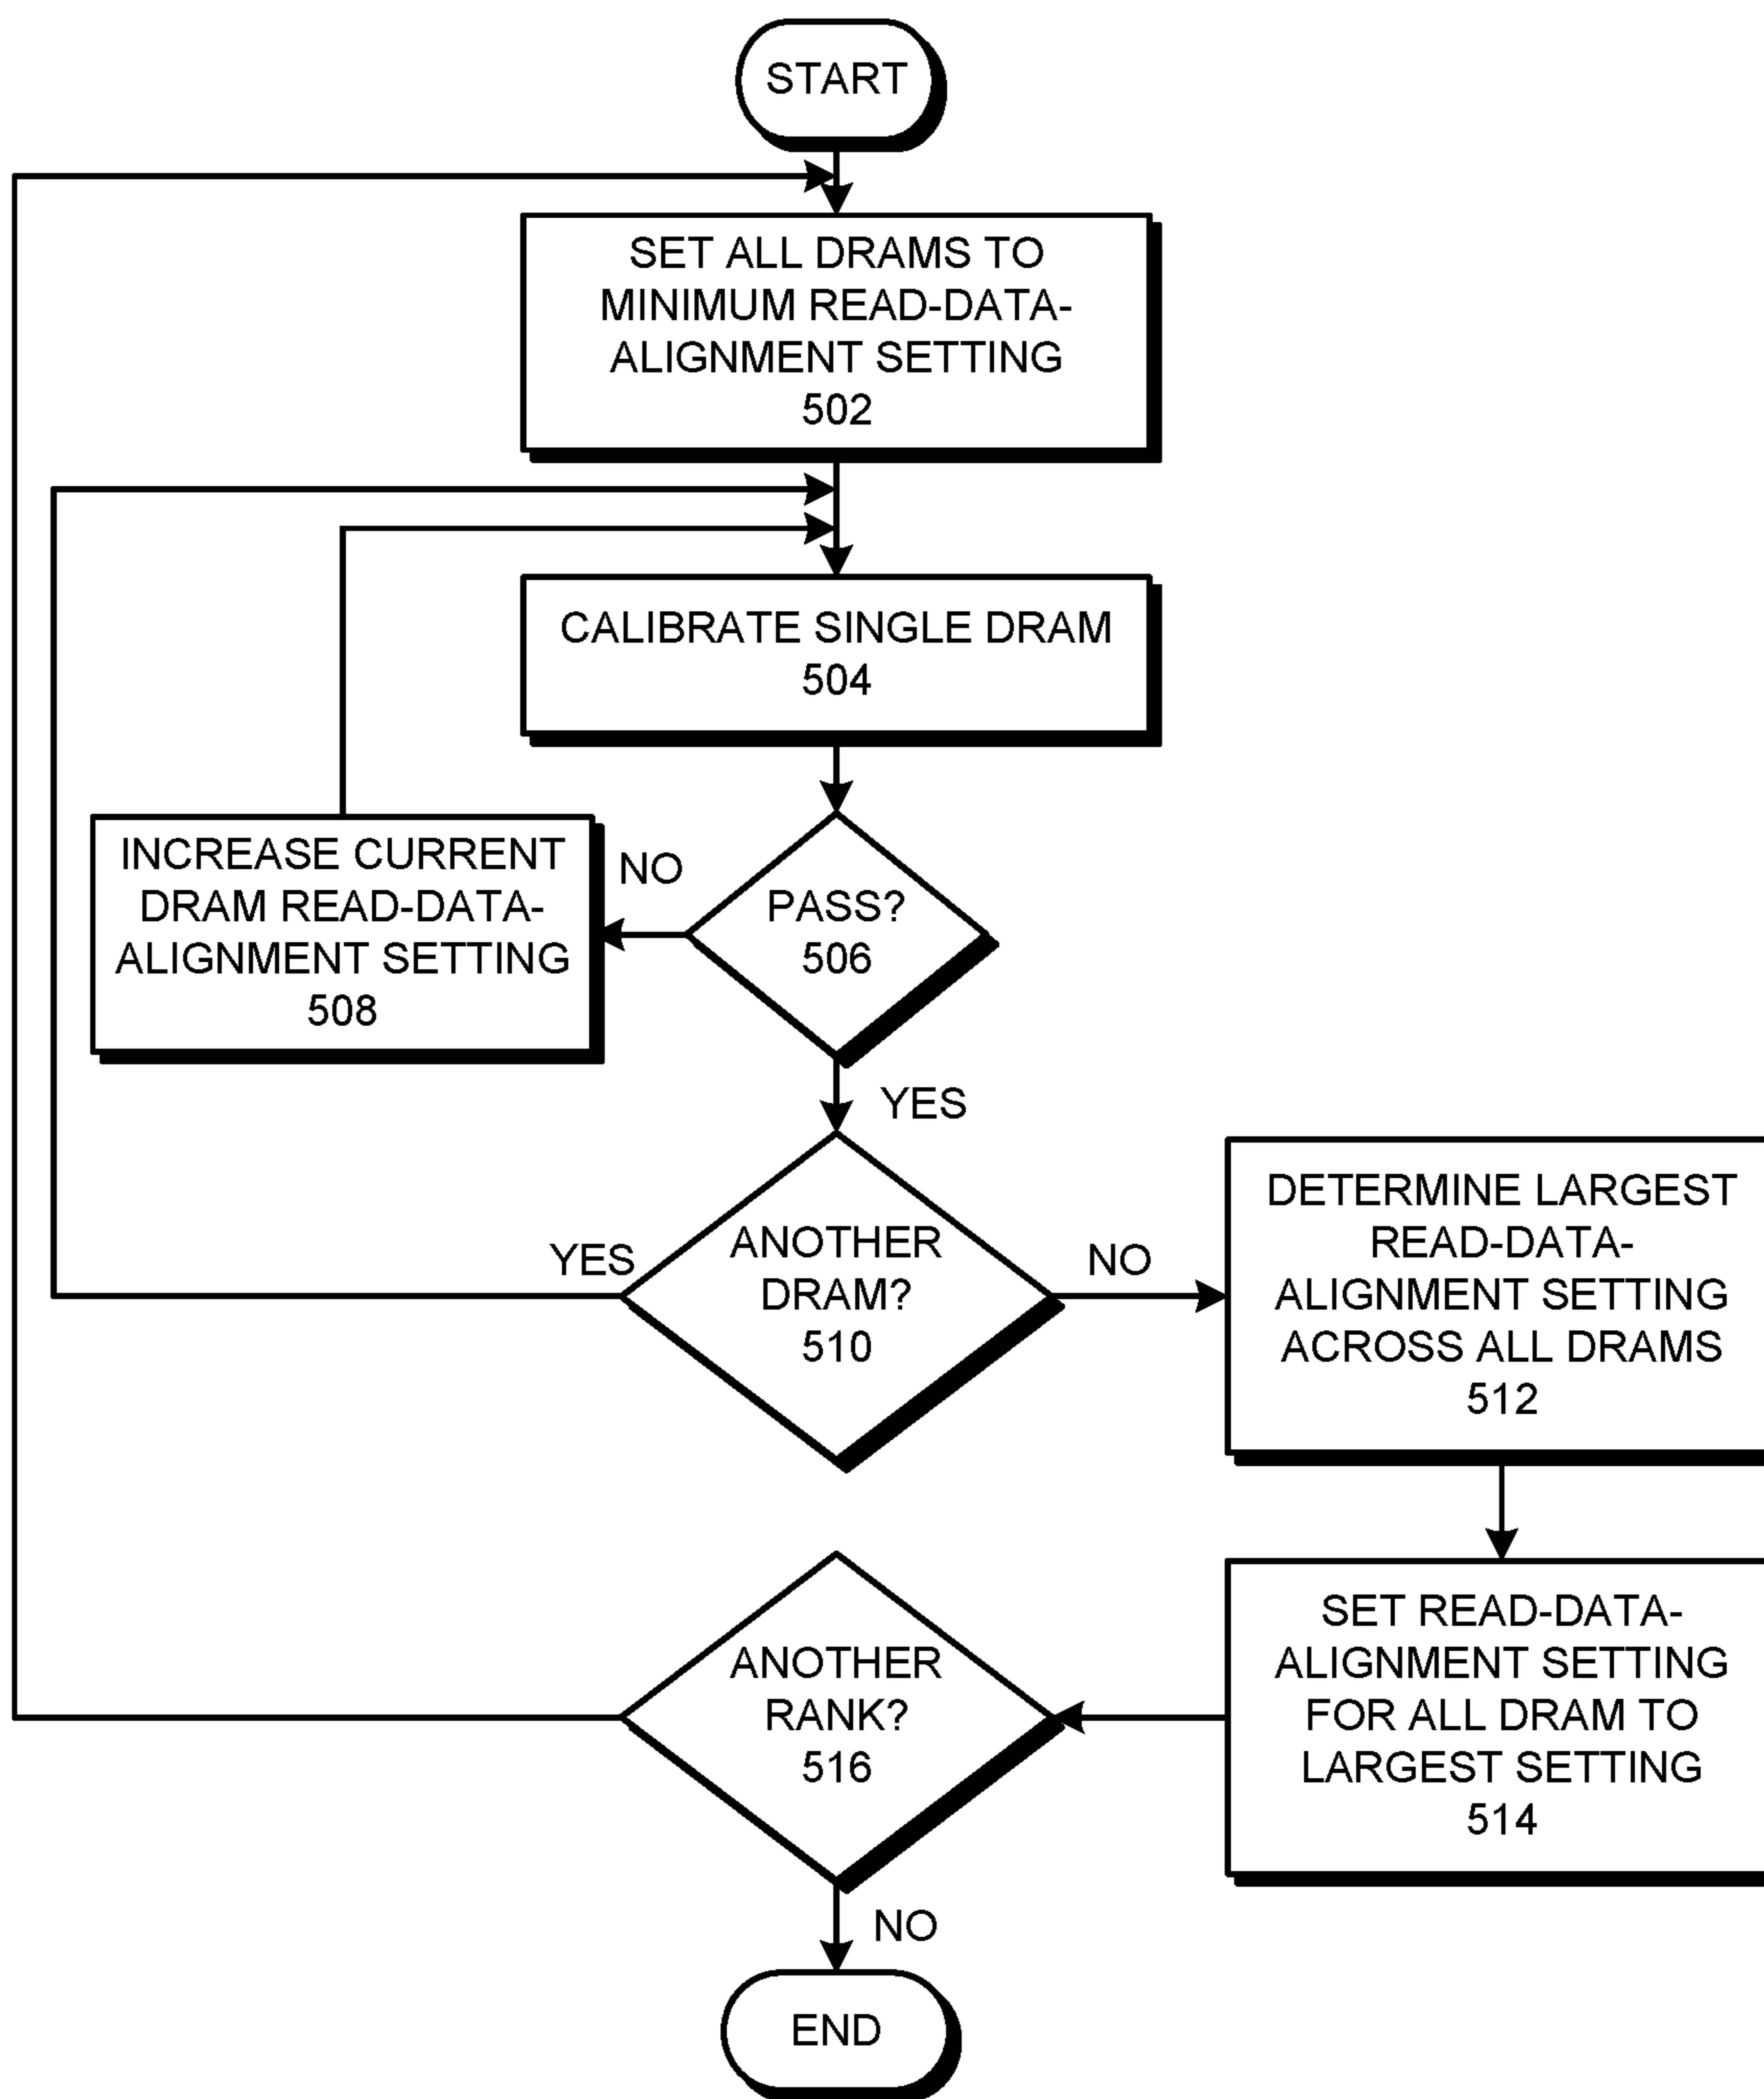 START
SET ALL DRAMS TO
MINIMUM READ-DATA-
ALIGNMENT SETTING
502
CALIBRATE SINGLE DRAM
504
INCREASE CURRENT
DRAM READ-DATA-
ALIGNMENT SETTING
508
NO
PASS?
506
YES
YES
ANOTHER
DRAM?
510
NO
DETERMINE LARGEST
READ-DATA-
ALIGNMENT SETTING
ACROSS ALL DRAMS
512
SET READ-DATA-
ALIGNMENT SETTING
FOR ALL DRAM TO
LARGEST SETTING
514
ANOTHER
RANK?
516
NO
END